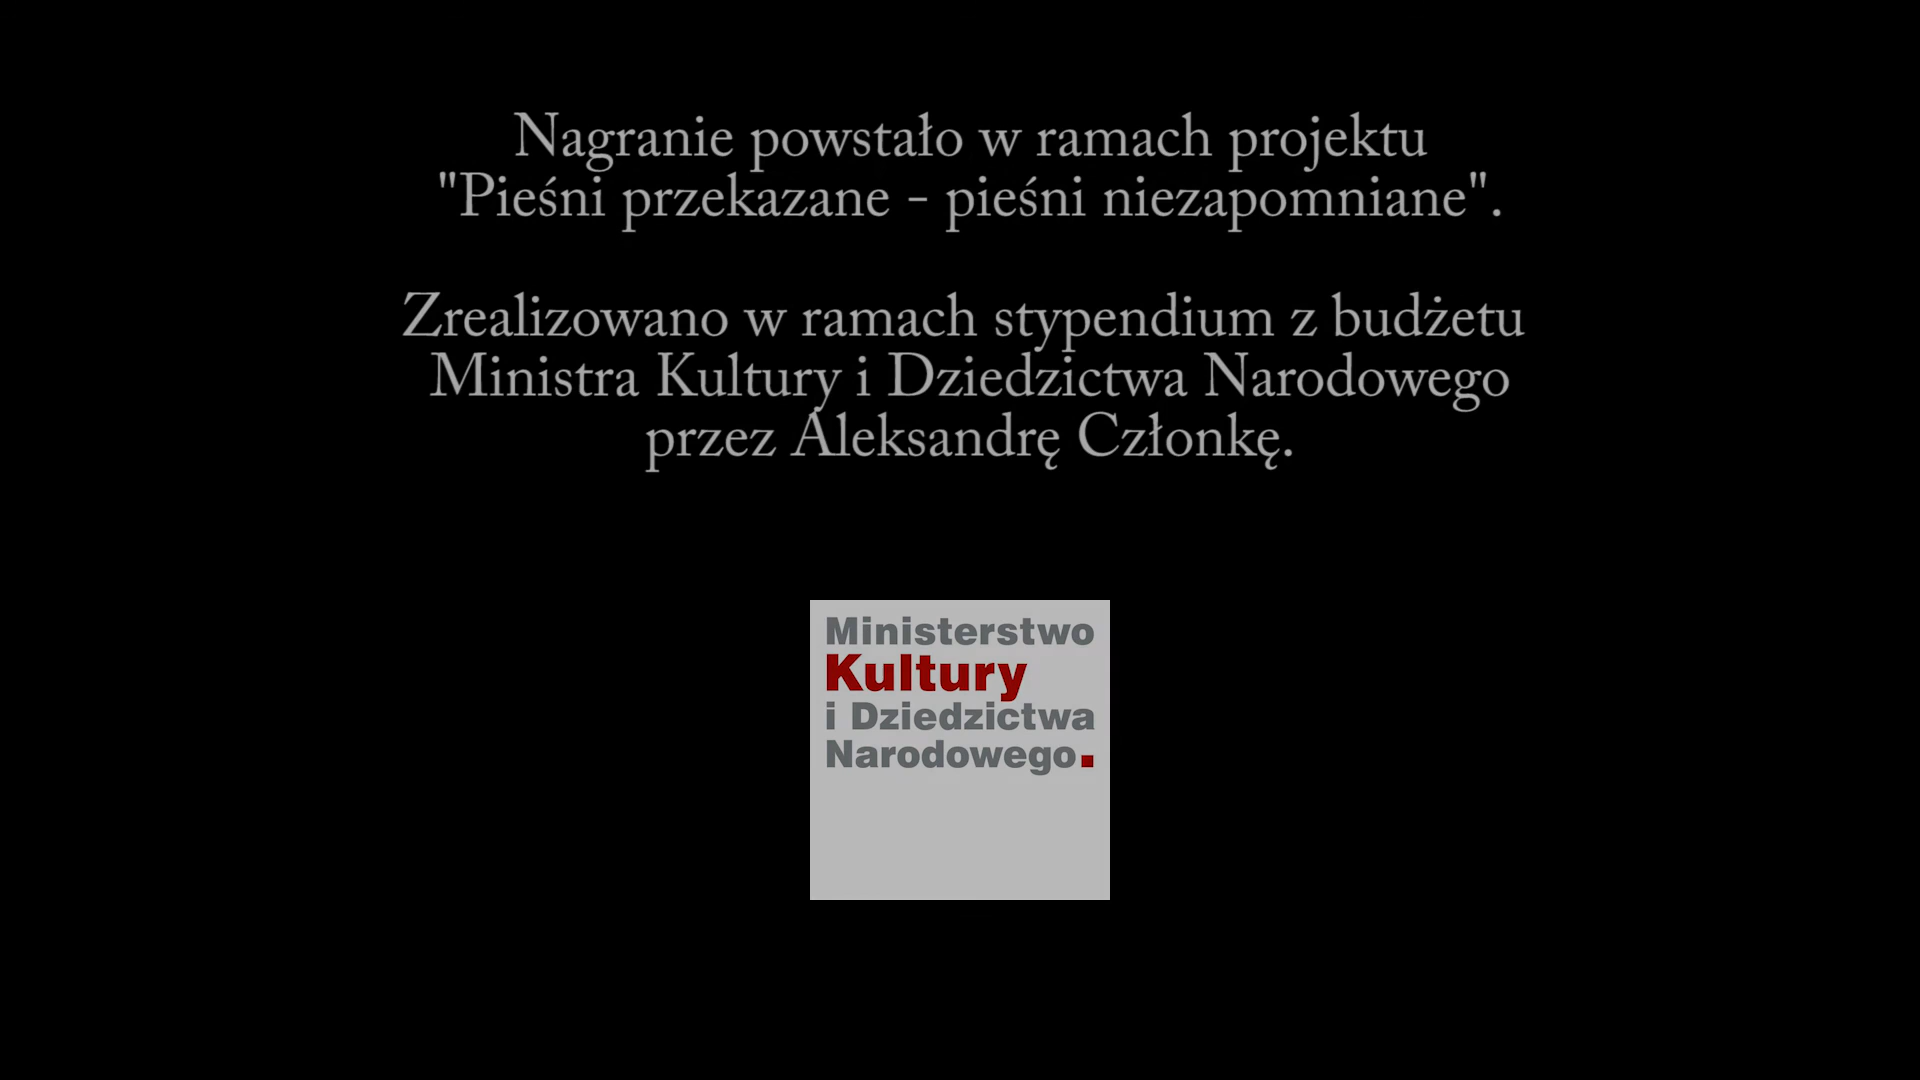 Nagranie powstało w ramach projektu
"Pieśni przekazane - pieśni niezapomniane".
Zrealizowano w ramach stypendium z budżetu
Ministra Kultury i Dziedzictwa Narodowego
przez Aleksandrę Członkę.
Ministerstwo
Kultury
i Dziedzictwa
Narodowego.